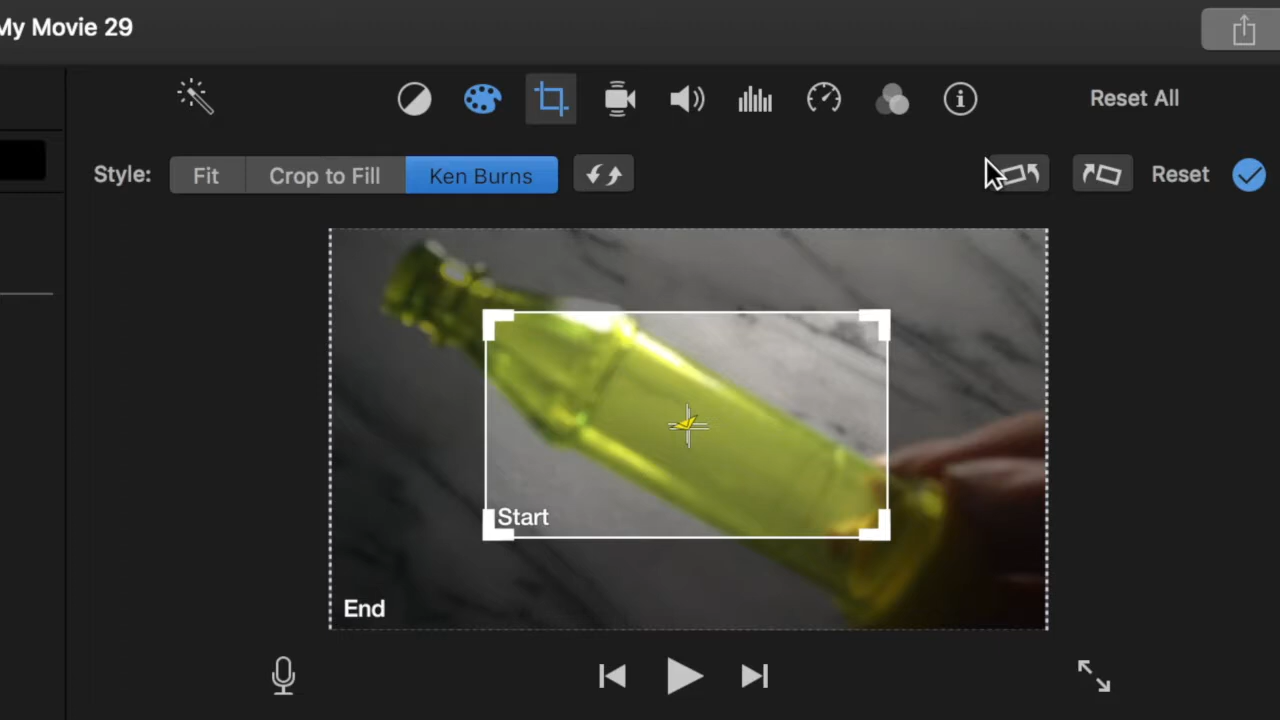 My Movie 29
Reset All
Style: Fit Crop to Fill Ken Burns Reset
Start
End